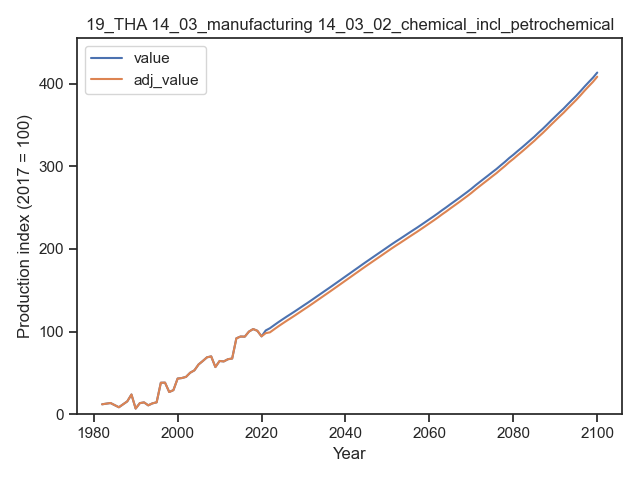 19_THA 14_03_manufacturing 14_03_02_chemical_incl_petrochemical
value
adj_value
Production index (2017 = 100)
400
300
200
100
0
1980 2000 2020 2040 2060 2080 2100
Year